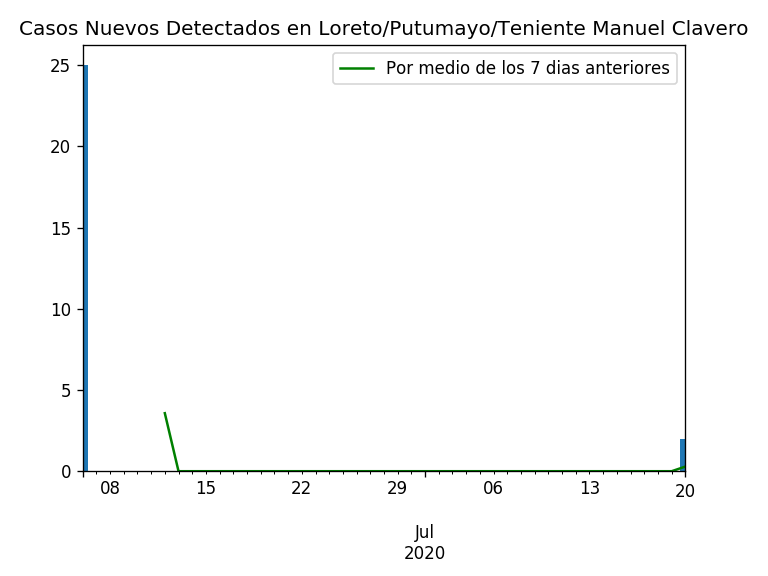 Casos Nuevos Detectados en Loreto/Putumayo/Teniente Manuel Clavero
Por medio de los 7 dias anteriores
25
20
15
10
5
0
08 15 22 29 06 13 20
Jul
2020